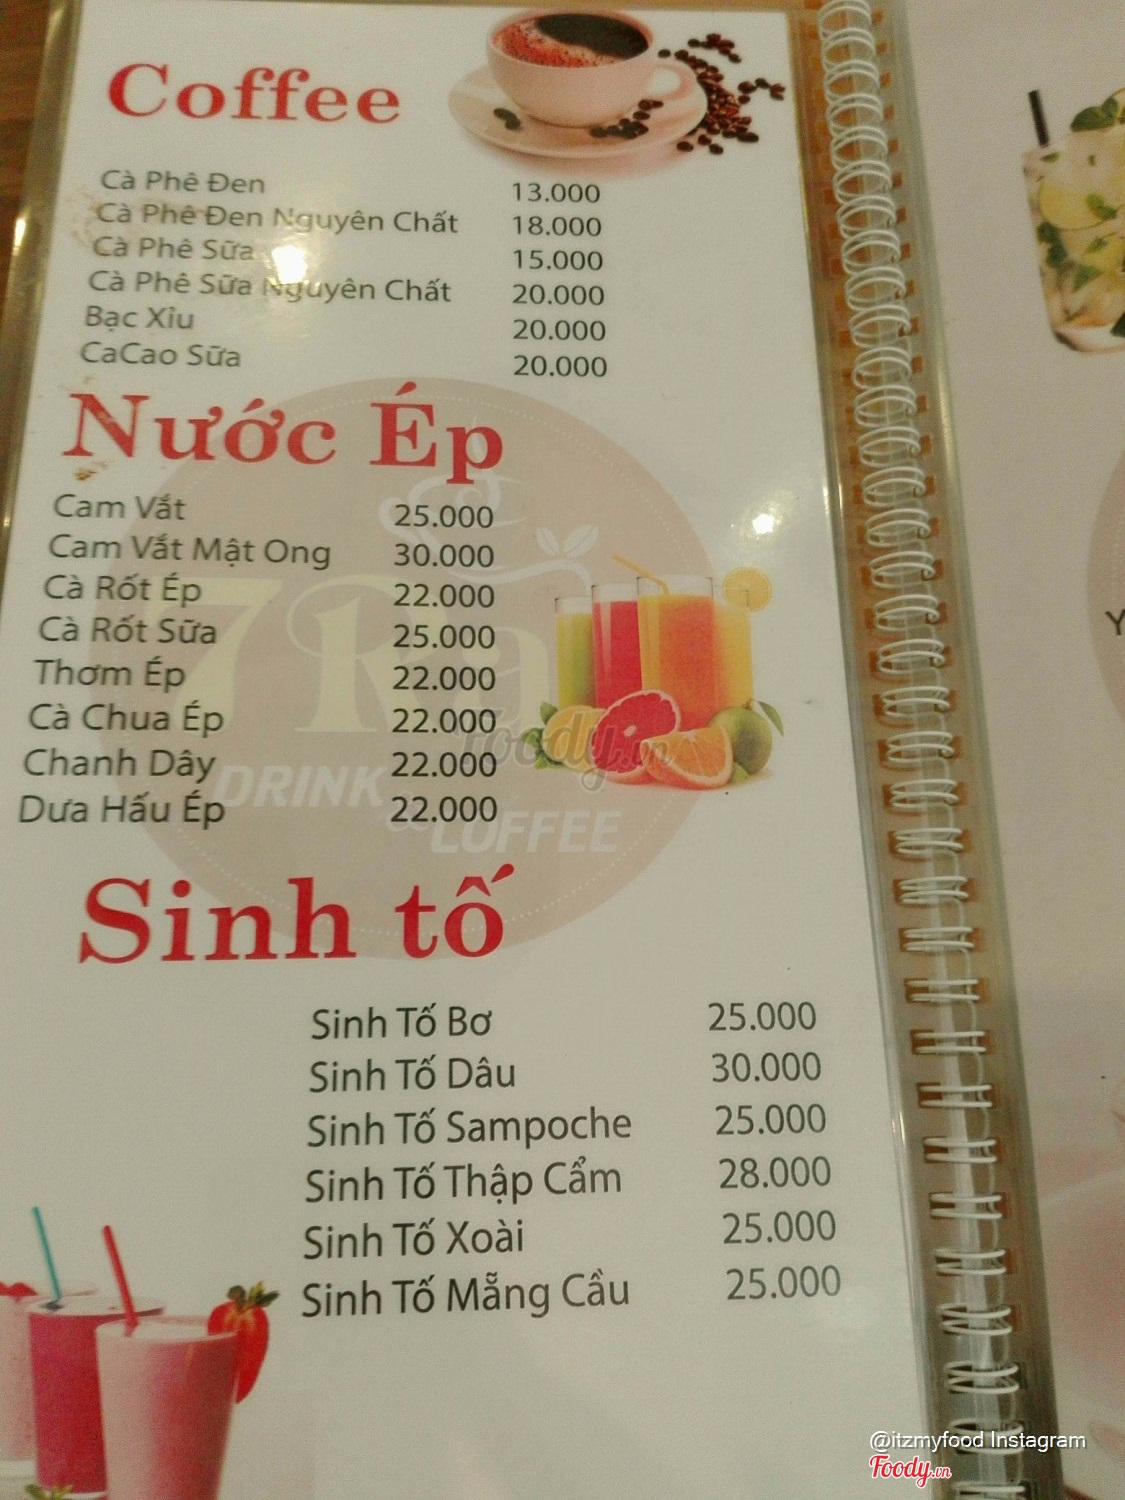 Coffee
Cà Phê Đen 13.000
Cà Phê Đen Nguyên Chất 18.000
Cà Phê Sữa 15.000
Cà Phê Sữa Nguyên Chất 20.000
Bạc Xỉu 20.000
CaCao Sữa 20.000
Nước Ép
Cam Vắt 25.000
Cam Vắt Mật Ong 30.000
Cà Rốt Ép 22.000
Cà Rốt Sữa 25.000
Thơm Ép 22.000
Cà Chua Ép 22.000
Chanh Dây 22.000
Dưa Hấu Ép 22.000
DRINK
& COFFEE
foody.vn
Sinh tố
Sinh Tố Bơ 25.000
Sinh Tố Dâu 30.000
Sinh Tố Sampoche 25.000
Sinh Tố Thập Cẩm 28.000
Sinh Tố Xoài 25.000
Sinh Tố Mẵng Cầu 25.000
@itzmyfood Instagram
Foody.vn